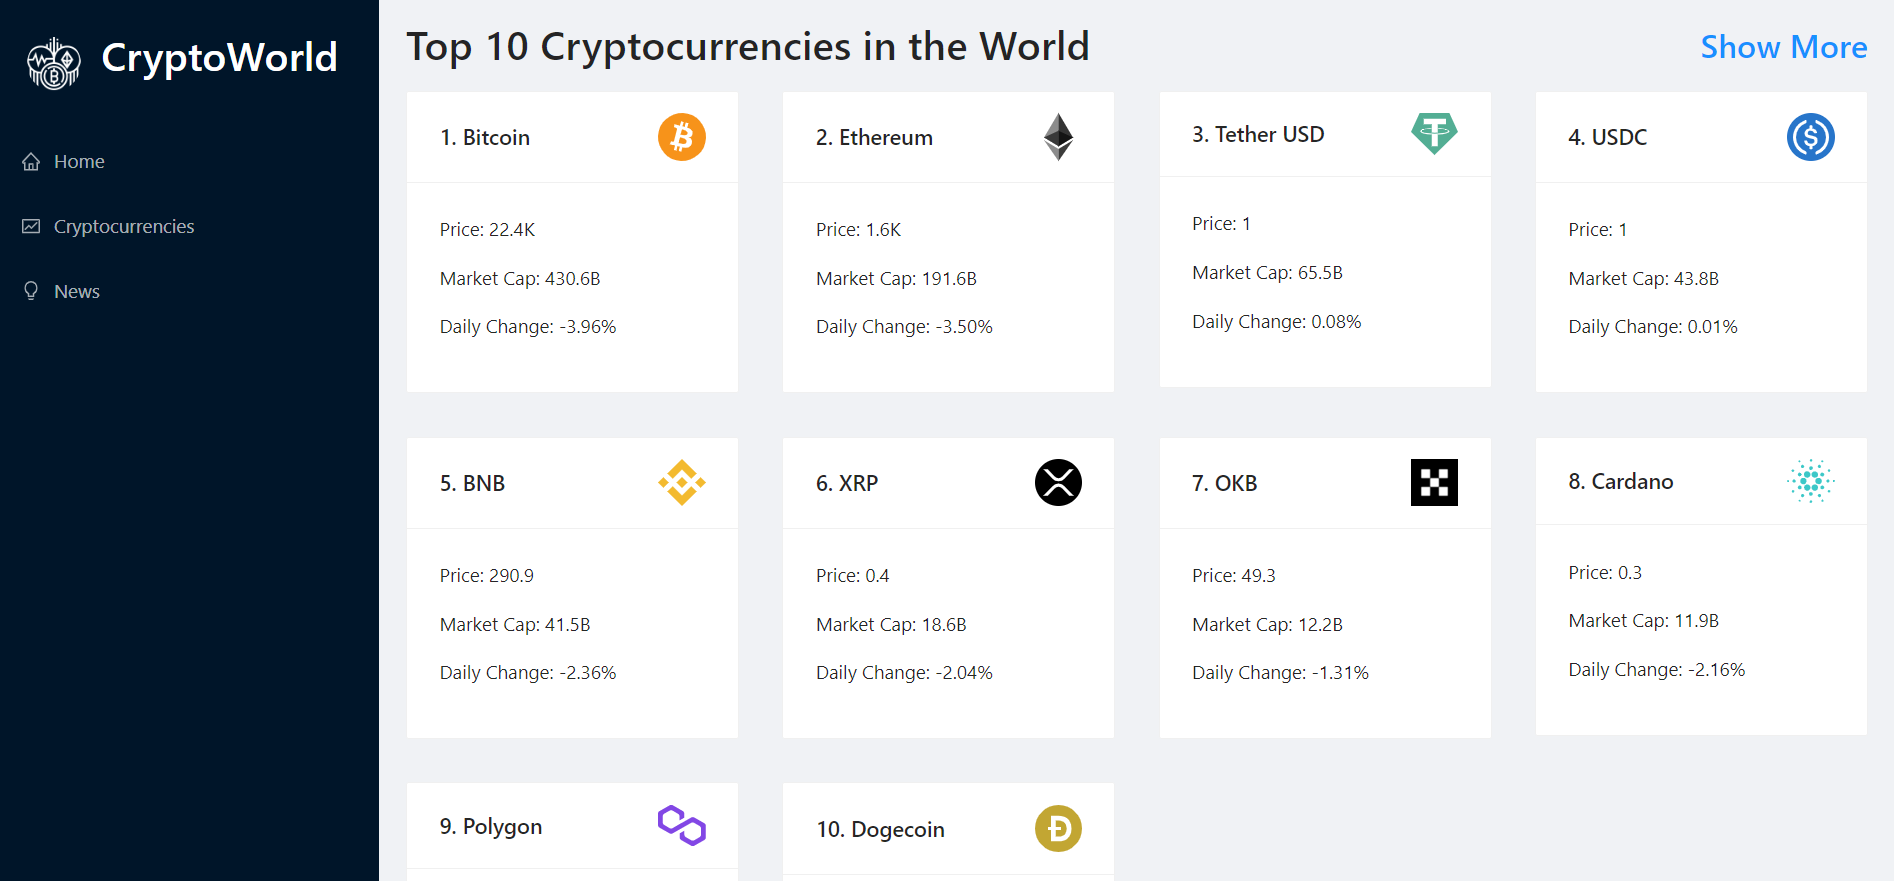 CryptoWorld
Home
Cryptocurrencies
News
Top 10 Cryptocurrencies in the World
Show More
1. Bitcoin
Price: 22.4K
Market Cap: 430.6B
Daily Change: -3.96%
2. Ethereum
Price: 1.6K
Market Cap: 191.6B
Daily Change: -3.50%
3. Tether USD
Price: 1
Market Cap: 65.5B
Daily Change: 0.08%
4. USDC
Price: 1
Market Cap: 43.8B
Daily Change: 0.01%
5. BNB
Price: 290.9
Market Cap: 41.5B
Daily Change: -2.36%
6. XRP
Price: 0.4
Market Cap: 18.6B
Daily Change: -2.04%
7. OKB
Price: 49.3
Market Cap: 12.2B
Daily Change: -1.31%
8. Cardano
Price: 0.3
Market Cap: 11.9B
Daily Change: -2.16%
9. Polygon
10. Dogecoin